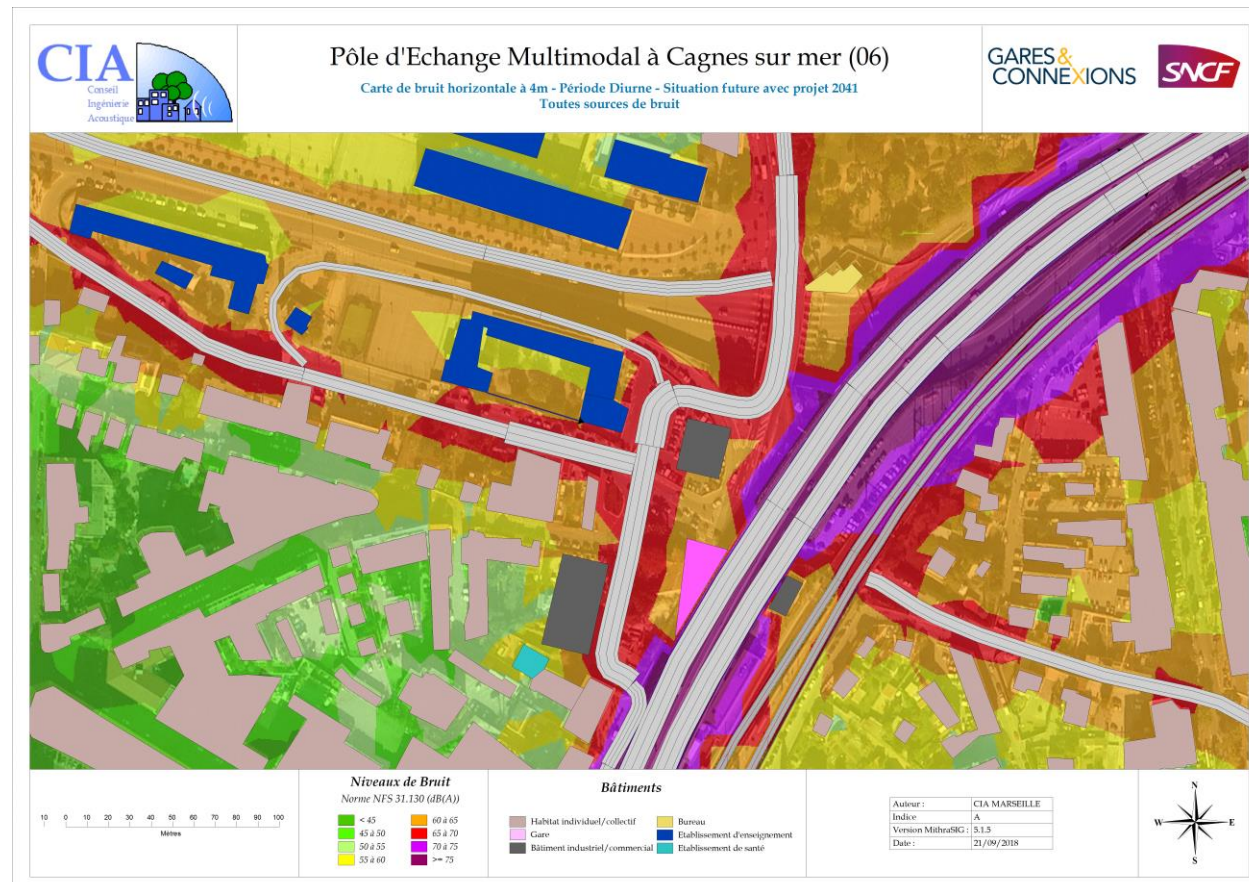 CIA
Conseil
Ingénierie
Acoustique
Pôle d'Echange Multimodal à Cagnes sur mer (06)
Carte de bruit horizontale à 4m - Période Diurne - Situation future avec projet 2041
Toutes sources de bruit
GARES &
CONNEXIONS
SNCF
10 0 10 20 30 40 50 60 70 80 90 100
Mètres
Niveaux de Bruit
Norme NFS 31.130 (dB(A))
< 45
45 à 50
50 à 55
55 à 60
60 à 65
65 à 70
70 à 75
>= 75
Bâtiments
Habitat individuel/collectif
Gare
Bâtiment industriel/commercial
Bureau
Etablissement d'enseignement
Etablissement de santé
Auteur : CIA MARSEILLE
Indice A
Version MithraSIG : 5.1.5
Date : 21/09/2018
N
W E
S